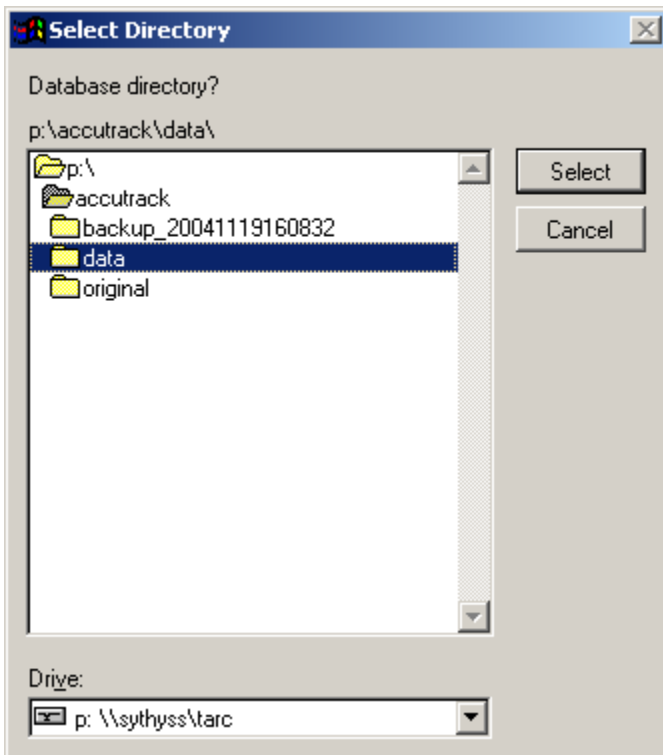 Select Directory
Database directory?
p:\accutrack\data\
p:\
accutrack
backup_20041119160832
data
original
Select
Cancel
Drive:
p: \\sythyss\tarc